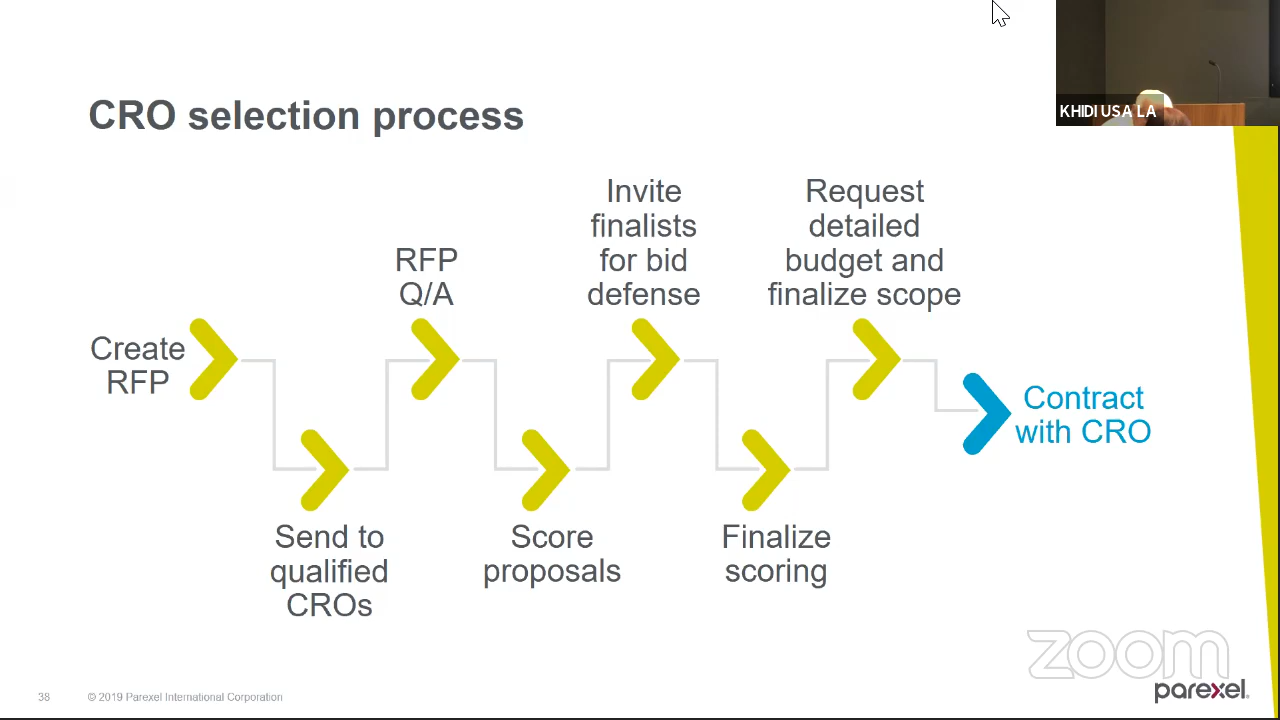 KHIDI USA LA
CRO selection process
Create
RFP
Send to
qualified
CROs
RFP
Q/A
Score
proposals
Invite
finalists
for bid
defense
Finalize
scoring
Request
detailed
budget and
finalize scope
Contract
with CRO
zoom
38
© 2019 Parexel International Corporation
parexel.